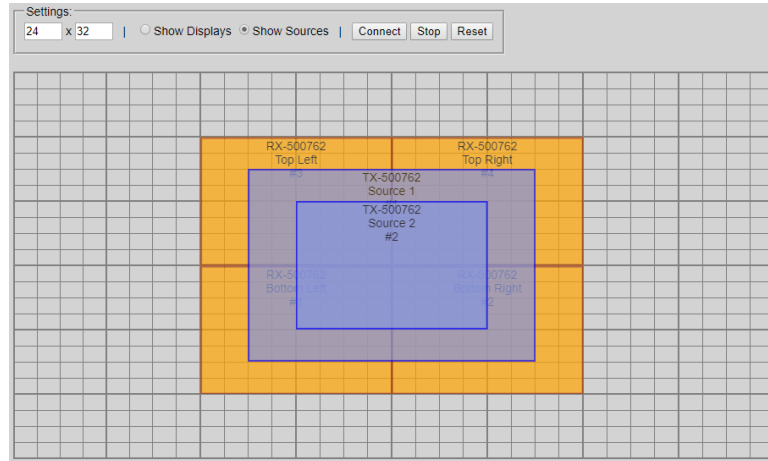 Settings:
24 x 32 | Show Displays Show Sources | Connect Stop Reset
RX-500762
Top Left
#3
RX-500762
Top Right
#4
TX-500762
Source 1
TX-500762
Source 2
#2
RX-500762
Bottom Left
RX-500762
Bottom Right
#2